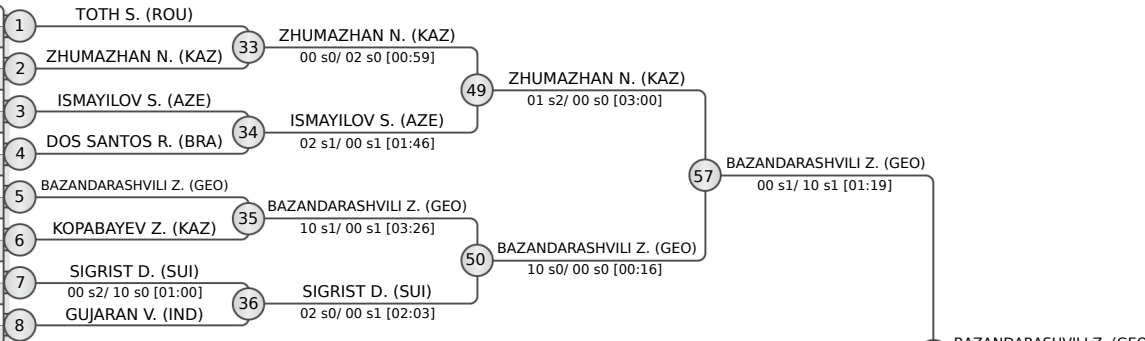 1
TOTH S. (ROU)
33
ZHUMAZHAN N. (KAZ)
00 s0/ 02 s0 [00:59]
2
ZHUMAZHAN N. (KAZ)
49
ZHUMAZHAN N. (KAZ)
01 s2/ 00 s0 [03:00]
3
ISMAYILOV S. (AZE)
34
ISMAYILOV S. (AZE)
02 s1/ 00 s1 [01:46]
4
DOS SANTOS R. (BRA)
57
BAZANDARASHVILI Z. (GEO)
00 s1/ 10 s1 [01:19]
5
BAZANDARASHVILI Z. (GEO)
35
BAZANDARASHVILI Z. (GEO)
10 s1/ 00 s1 [03:26]
6
KOPABAYEV Z. (KAZ)
50
BAZANDARASHVILI Z. (GEO)
10 s0/ 00 s0 [00:16]
7
SIGRIST D. (SUI)
00 s2/ 10 s0 [01:00]
36
SIGRIST D. (SUI)
02 s0/ 00 s1 [02:03]
8
GUJARAN V. (IND)